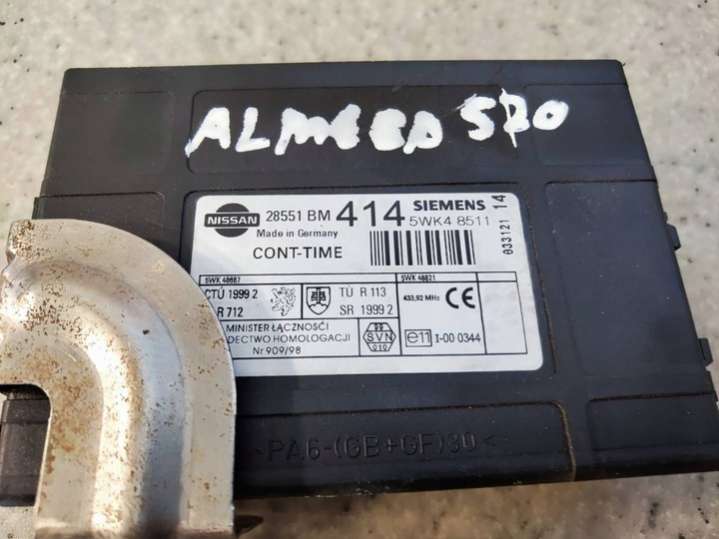 ALMERA 520
NISSAN 28551 BM 414 SIEMENS
Made in Germany 5WK4 8511
CONT-TIME
033121 14
5WK 48687 5WK 48821
CTÚ 1999 2 TÚ R 113 433,92 MHz CE
R 712 SR 1999 2
MINISTER ŁĄCZNOŚCI SVN e11 I-00 0344
DECTWO HOMOLOGACJI 010
Nr 909/98
>PA6-(GB+GF)30<